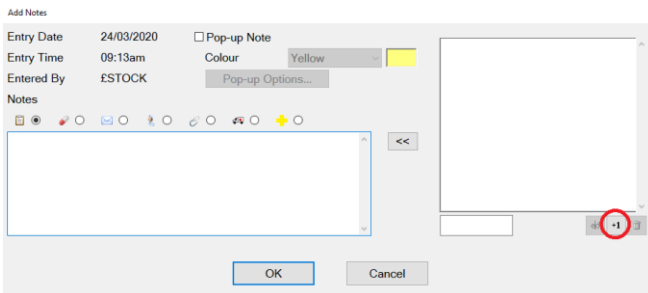 Add Notes
Entry Date 24/03/2020 Pop-up Note
Entry Time 09:13am Colour Yellow
Entered By £STOCK Pop-up Options...
Notes
<<
+1
OK Cancel